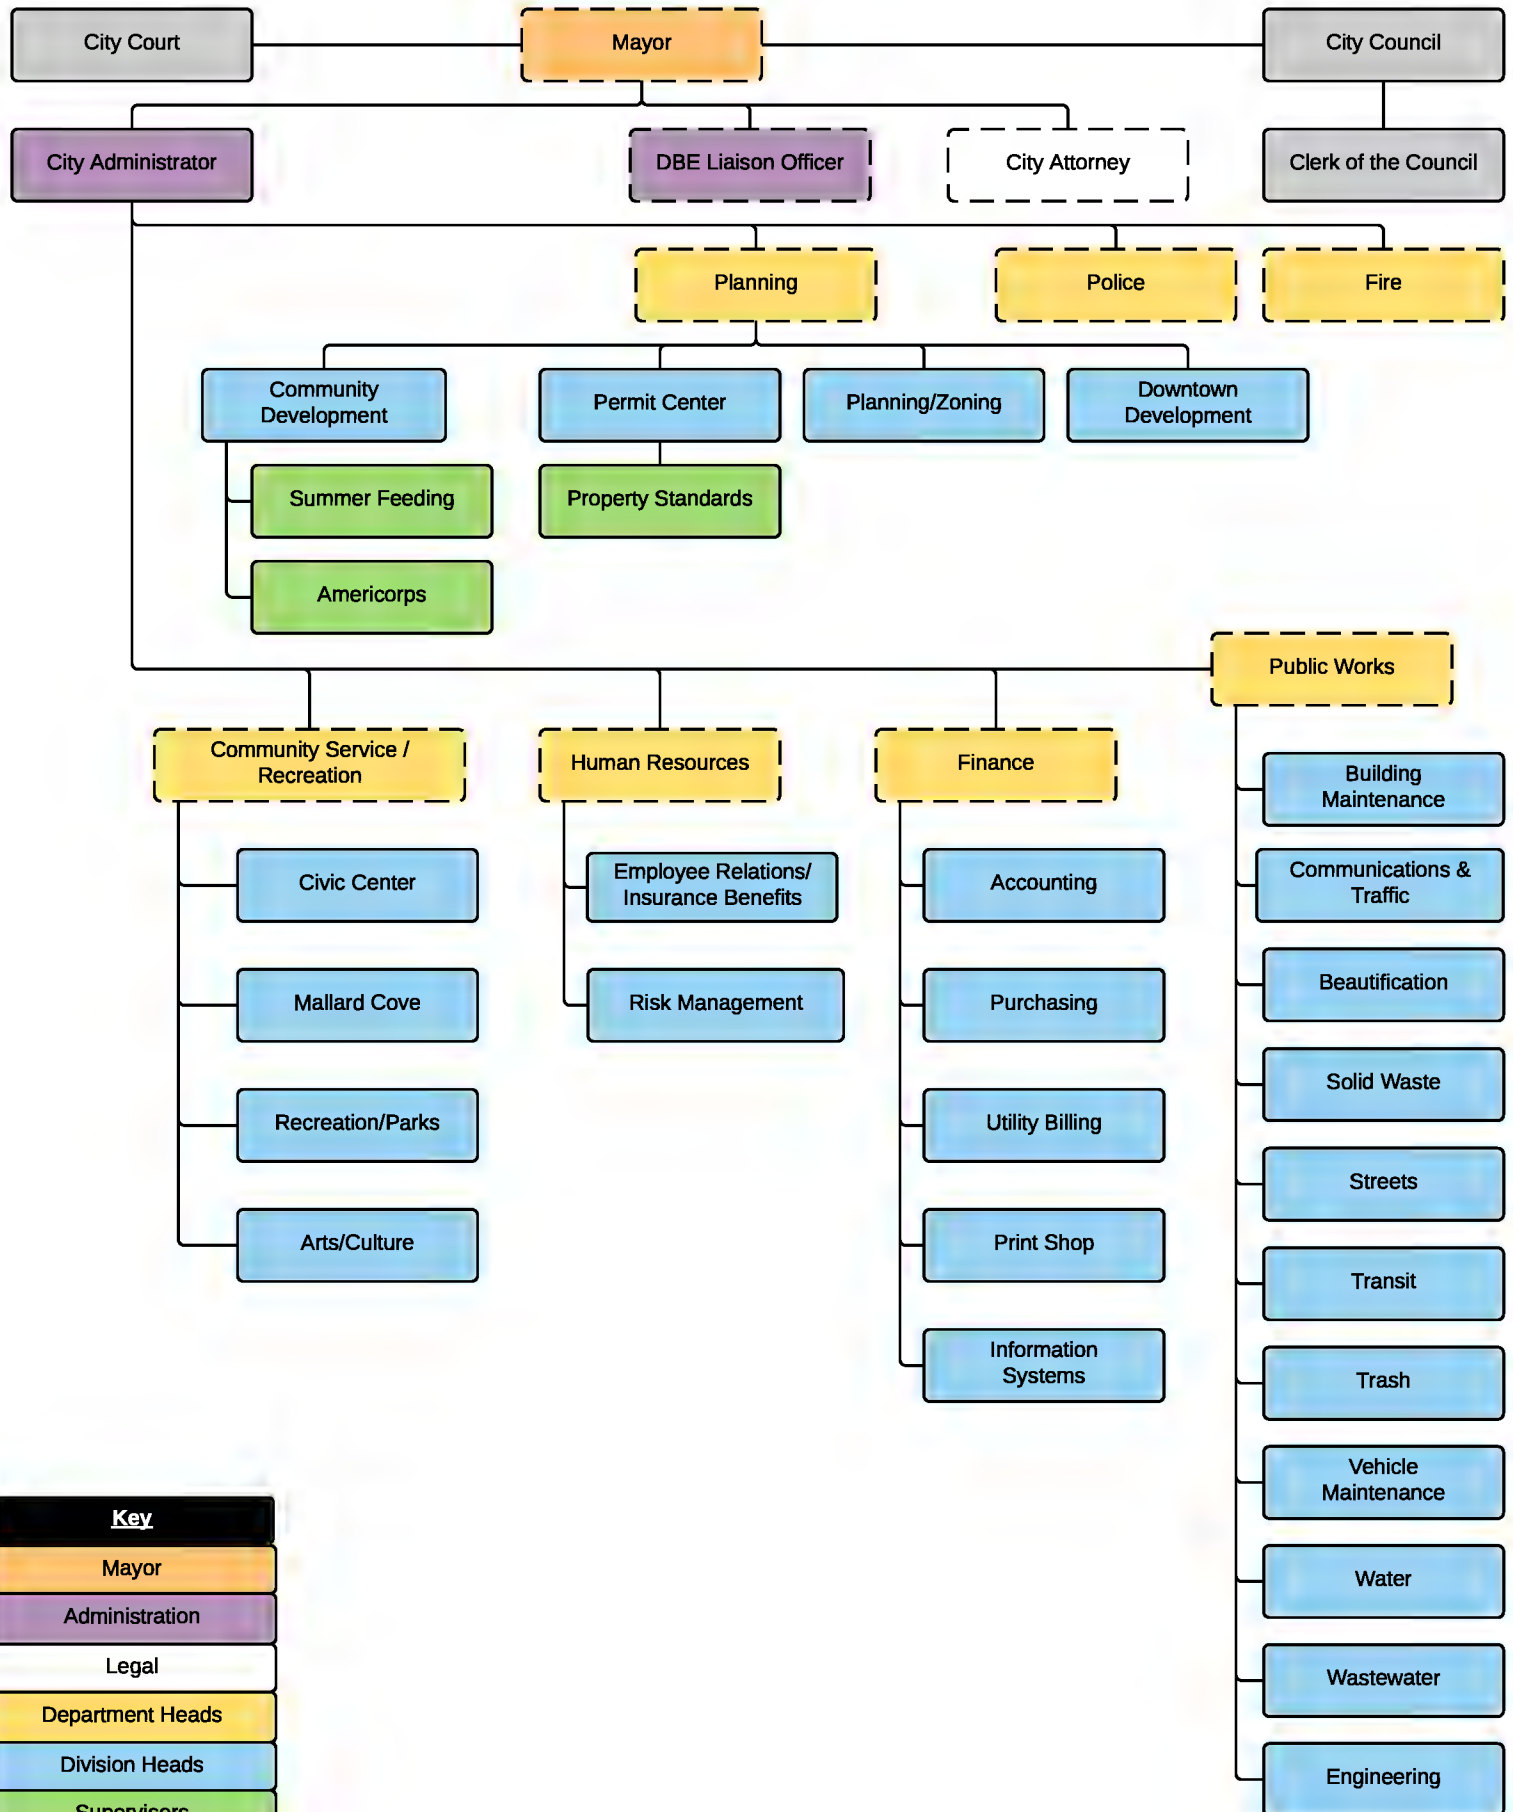 City Court
Mayor
City Council
City Administrator
DBE Liaison Officer
City Attorney
Clerk of the Council
Planning
Police
Fire
Community
Development
Permit Center
Planning/Zoning
Downtown
Development
Summer Feeding
Property Standards
Americorps
Public Works
Community Service /
Recreation
Human Resources
Finance
Building
Maintenance
Civic Center
Employee Relations/
Insurance Benefits
Accounting
Communications &
Traffic
Mallard Cove
Risk Management
Purchasing
Beautification
Recreation/Parks
Utility Billing
Solid Waste
Arts/Culture
Print Shop
Streets
Information
Systems
Transit
Trash
Vehicle
Maintenance
Water
Wastewater
Engineering
Key
Mayor
Administration
Legal
Department Heads
Division Heads
Supervisors